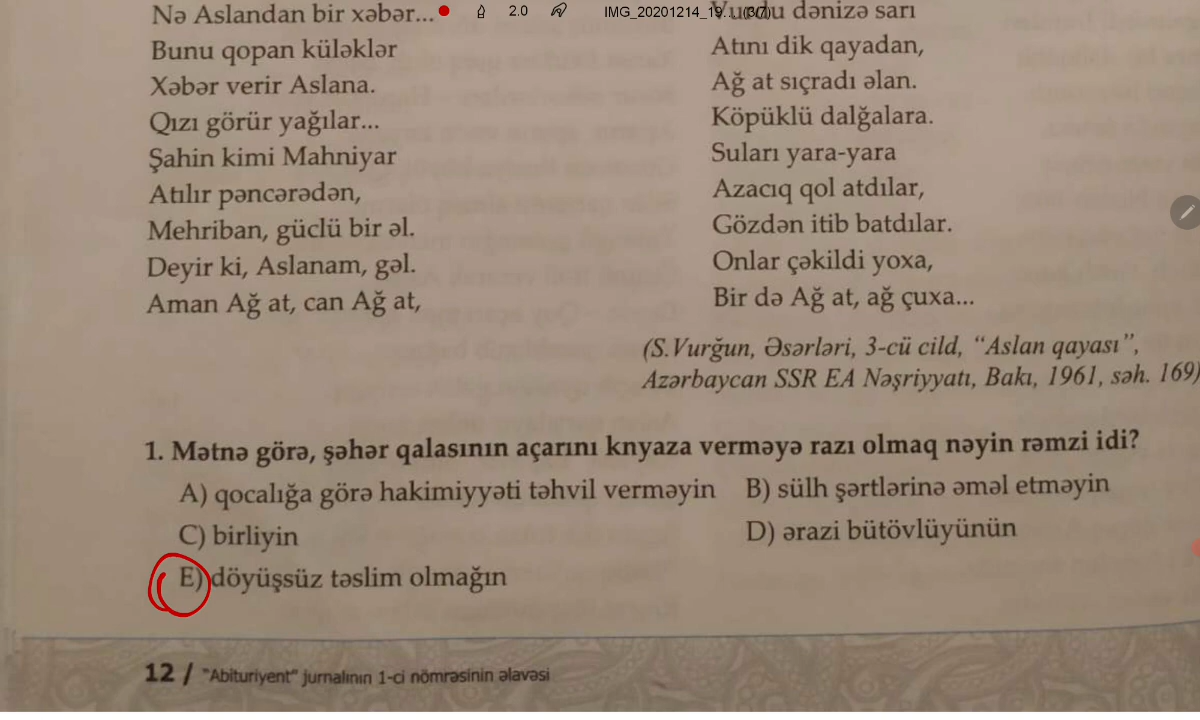 2.0 IMG_20201214_19... (3/7)
Nə Aslandan bir xəbər...
Bunu qopan küləklər
Xəbər verir Aslana.
Qızı görür yağılar...
Şahin kimi Mahniyar
Atılır pəncərədən,
Mehriban, güclü bir əl.
Deyir ki, Aslanam, gəl.
Aman Ağ at, can Ağ at,
Vurdu dənizə sarı
Atını dik qayadan,
Ağ at sıçradı əlan.
Köpüklü dalğalara.
Suları yara-yara
Azacıq qol atdılar,
Gözdən itib batdılar.
Onlar çəkildi yoxa,
Bir də Ağ at, ağ çuxa...
(S.Vurğun, Əsərləri, 3-cü cild, “Aslan qayası”,
Azərbaycan SSR EA Nəşriyyatı, Bakı, 1961, səh. 169)
1. Mətnə görə, şəhər qalasının açarını knyaza verməyə razı olmaq nəyin rəmzi idi?
A) qocalığa görə hakimiyyəti təhvil verməyin B) sülh şərtlərinə əməl etməyin
C) birliyin D) ərazi bütövlüyünün
E) döyüşsüz təslim olmağın
12 / "Abituriyent" jurnalının 1-ci nömrəsinin əlavəsi